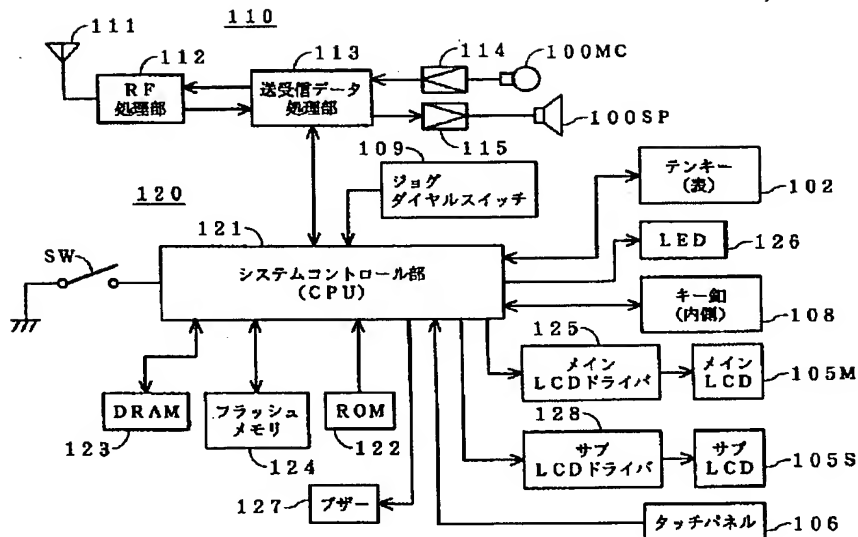 110
111
112
RF
処理部
113
送受信データ
処理部
114
100MC
115
100SP
109
ジョグ
ダイヤルスイッチ
テンキー
(表)
102
120
121
システムコントロール部
(CPU)
SW
LED
126
キー釦
(内側)
108
125
メイン
LCDドライバ
メイン
LCD
105M
DRAM
123
フラッシュ
メモリ
124
ROM
122
128
サブ
LCDドライバ
サブ
LCD
105S
127
ブザー
タッチパネル
106